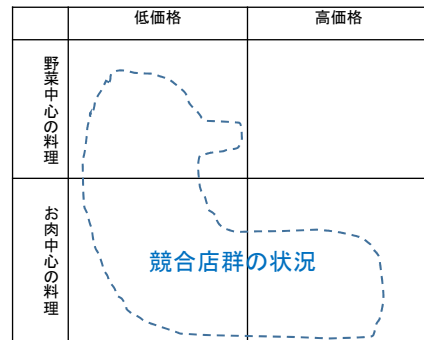 低価格
高価格
野菜中心の料理
お肉中心の料理
競合店群の状況